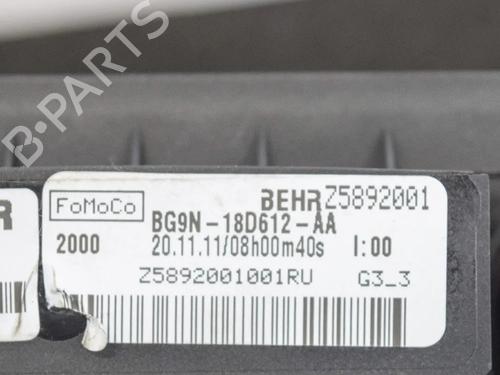 B-PARTS
R
FoMoCo
BEHR Z5892001
BG9N-18D612-AA
2000 20.11.11/08h00m40s I:00
Z5892001001RU G3_3